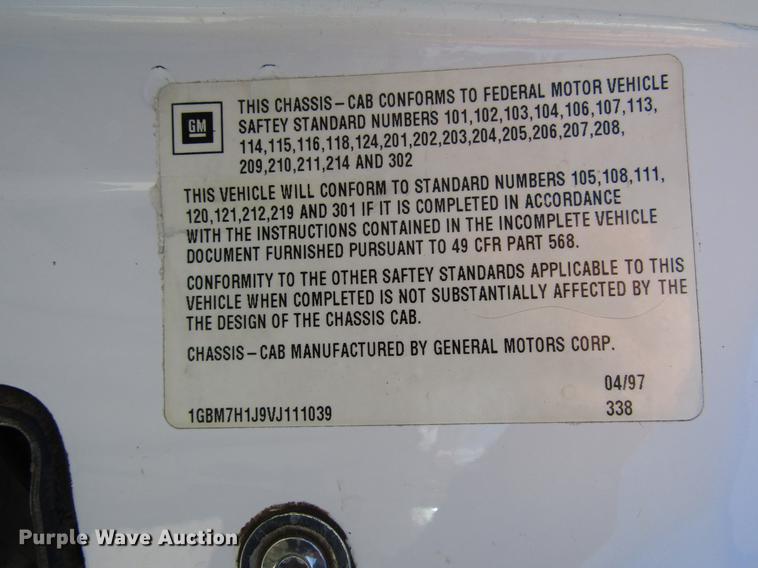 GM
THIS CHASSIS-CAB CONFORMS TO FEDERAL MOTOR VEHICLE
SAFTEY STANDARD NUMBERS 101,102,103,104,106,107,113,
114,115,116,118,124,201,202,203,204,205,206,207,208,
209,210,211,214 AND 302
THIS VEHICLE WILL CONFORM TO STANDARD NUMBERS 105,108,111,
120,121,212,219 AND 301 IF IT IS COMPLETED IN ACCORDANCE
WITH THE INSTRUCTIONS CONTAINED IN THE INCOMPLETE VEHICLE
DOCUMENT FURNISHED PURSUANT TO 49 CFR PART 568.
CONFORMITY TO THE OTHER SAFTEY STANDARDS APPLICABLE TO THIS
VEHICLE WHEN COMPLETED IS NOT SUBSTANTIALLY AFFECTED BY THE
THE DESIGN OF THE CHASSIS CAB.
CHASSIS-CAB MANUFACTURED BY GENERAL MOTORS CORP.
04/97
1GBM7H1J9VJ111039
338
Purple Wave Auction